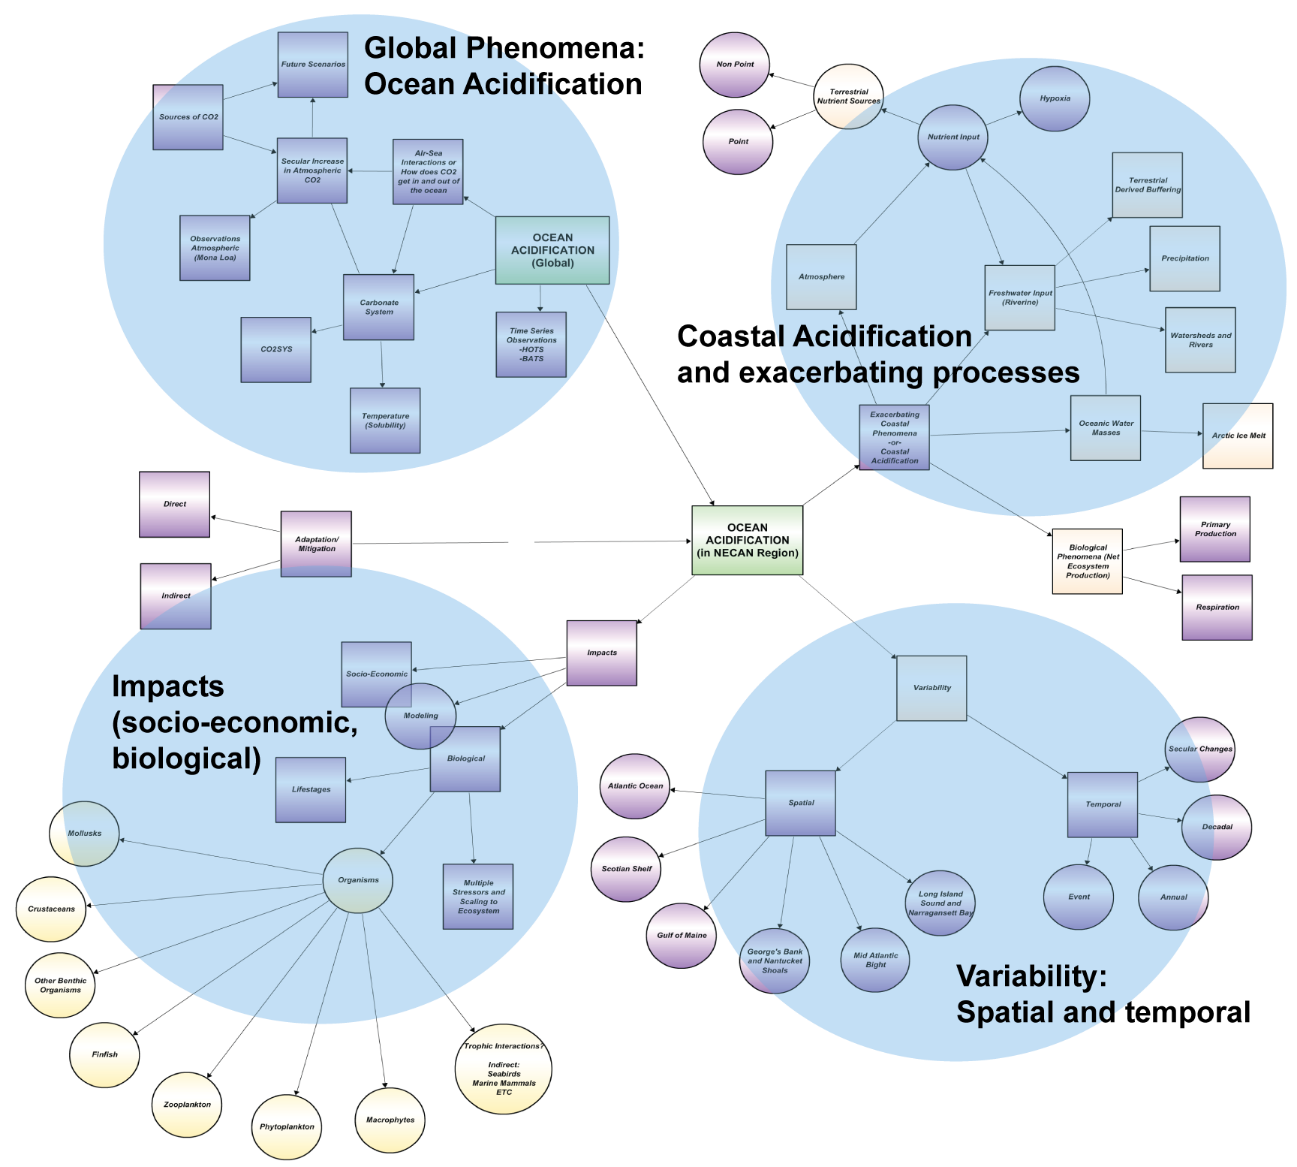 Global Phenomena:
Ocean Acidification
Future Scenarios
Sources of CO2
Secular Increase
in Atmospheric
CO2
Air-Sea
Interactions or
How does CO2
get in and out of
the ocean
Observations
Atmospheric
(Mona Loa)
OCEAN
ACIDIFICATION
(Global)
Carbonate
System
CO2SYS
Time Series
Observations
-HOTS
-BATS
Temperature
(Solubility)
Non Point
Terrestrial
Nutrient Sources
Point
Nutrient Input
Hypoxia
Terrestrial
Derived Buffering
Atmosphere
Freshwater Input
(Riverine)
Precipitation
Watersheds and
Rivers
Coastal Acidification
and exacerbating processes
Exacerbating
Coastal
Phenomena
-or-
Coastal
Acidification
Oceanic Water
Masses
Arctic Ice Melt
Direct
Adaptation/
Mitigation
Indirect
OCEAN
ACIDIFICATION
(in NECAN Region)
Biological
Phenomena (Net
Ecosystem
Production)
Primary
Production
Respiration
Impacts
Socio-Economic
Modeling
Biological
Impacts
(socio-economic,
biological)
Lifestages
Mollusks
Organisms
Multiple
Stressors and
Scaling to
Ecosystem
Crustaceans
Other Benthic
Organisms
Finfish
Zooplankton
Phytoplankton
Macrophytes
Trophic Interactions?
Indirect:
Seabirds
Marine Mammals
ETC
Variability
Spatial
Temporal
Secular Changes
Decadal
Annual
Event
Atlantic Ocean
Scotian Shelf
Gulf of Maine
George's Bank
and Nantucket
Shoals
Mid Atlantic
Bight
Long Island
Sound and
Narragansett Bay
Variability:
Spatial and temporal